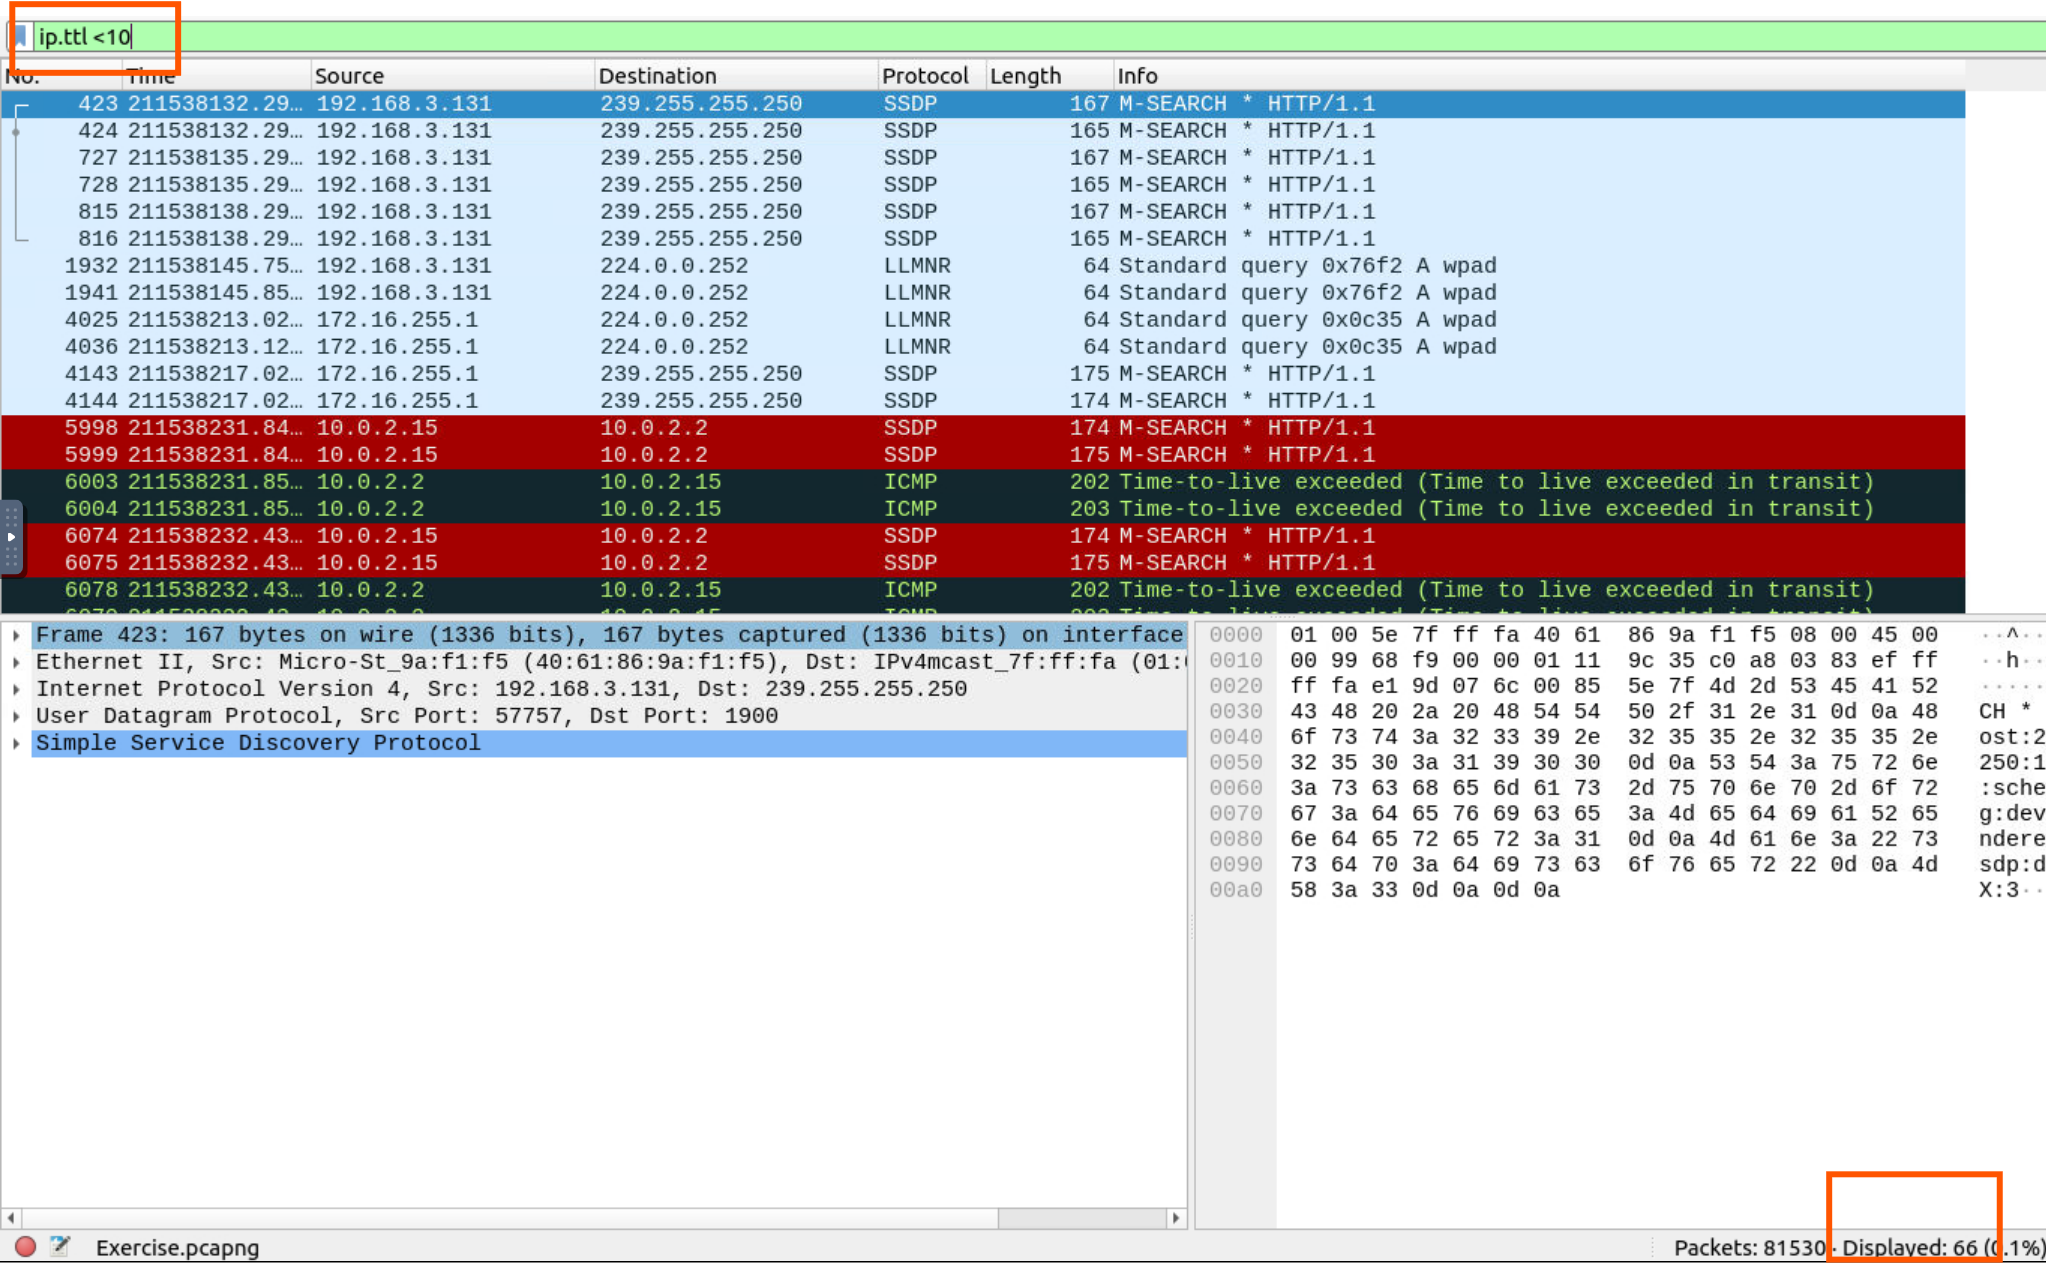 ip.ttl <10
No. Time Source Destination Protocol Length Info
423 211538132.29… 192.168.3.131 239.255.255.250 SSDP 167 M-SEARCH * HTTP/1.1
424 211538132.29… 192.168.3.131 239.255.255.250 SSDP 165 M-SEARCH * HTTP/1.1
727 211538135.29… 192.168.3.131 239.255.255.250 SSDP 167 M-SEARCH * HTTP/1.1
728 211538135.29… 192.168.3.131 239.255.255.250 SSDP 165 M-SEARCH * HTTP/1.1
815 211538138.29… 192.168.3.131 239.255.255.250 SSDP 167 M-SEARCH * HTTP/1.1
816 211538138.29… 192.168.3.131 239.255.255.250 SSDP 165 M-SEARCH * HTTP/1.1
1932 211538145.75… 192.168.3.131 224.0.0.252 LLMNR 64 Standard query 0x76f2 A wpad
1941 211538145.85… 192.168.3.131 224.0.0.252 LLMNR 64 Standard query 0x76f2 A wpad
4025 211538213.02… 172.16.255.1 224.0.0.252 LLMNR 64 Standard query 0x0c35 A wpad
4036 211538213.12… 172.16.255.1 224.0.0.252 LLMNR 64 Standard query 0x0c35 A wpad
4143 211538217.02… 172.16.255.1 239.255.255.250 SSDP 175 M-SEARCH * HTTP/1.1
4144 211538217.02… 172.16.255.1 239.255.255.250 SSDP 174 M-SEARCH * HTTP/1.1
5998 211538231.84… 10.0.2.15 10.0.2.2 SSDP 174 M-SEARCH * HTTP/1.1
5999 211538231.84… 10.0.2.15 10.0.2.2 SSDP 175 M-SEARCH * HTTP/1.1
6003 211538231.85… 10.0.2.2 10.0.2.15 ICMP 202 Time-to-live exceeded (Time to live exceeded in transit)
6004 211538231.85… 10.0.2.2 10.0.2.15 ICMP 203 Time-to-live exceeded (Time to live exceeded in transit)
6074 211538232.43… 10.0.2.15 10.0.2.2 SSDP 174 M-SEARCH * HTTP/1.1
6075 211538232.43… 10.0.2.15 10.0.2.2 SSDP 175 M-SEARCH * HTTP/1.1
6078 211538232.43… 10.0.2.2 10.0.2.15 ICMP 202 Time-to-live exceeded (Time to live exceeded in transit)
Frame 423: 167 bytes on wire (1336 bits), 167 bytes captured (1336 bits) on interface
Ethernet II, Src: Micro-St_9a:f1:f5 (40:61:86:9a:f1:f5), Dst: IPv4mcast_7f:ff:fa (01:
Internet Protocol Version 4, Src: 192.168.3.131, Dst: 239.255.255.250
User Datagram Protocol, Src Port: 57757, Dst Port: 1900
Simple Service Discovery Protocol
0000 01 00 5e 7f ff fa 40 61 86 9a f1 f5 08 00 45 00 ··^··
0010 00 99 68 f9 00 00 01 11 9c 35 c0 a8 03 83 ef ff ··h··
0020 ff fa e1 9d 07 6c 00 85 5e 7f 4d 2d 53 45 41 52 ·····
0030 43 48 20 2a 20 48 54 54 50 2f 31 2e 31 0d 0a 48 CH *
0040 6f 73 74 3a 32 33 39 2e 32 35 35 2e 32 35 35 2e ost:2
0050 32 35 30 3a 31 39 30 30 0d 0a 53 54 3a 75 72 6e 250:1
0060 3a 73 63 68 65 6d 61 73 2d 75 70 6e 70 2d 6f 72 :sche
0070 67 3a 64 65 76 69 63 65 3a 4d 65 64 69 61 52 65 g:dev
0080 6e 64 65 72 65 72 3a 31 0d 0a 4d 61 6e 3a 22 73 ndere
0090 73 64 70 3a 64 69 73 63 6f 76 65 72 22 0d 0a 4d sdp:d
00a0 58 3a 33 0d 0a 0d 0a X:3··
Exercise.pcapng
Packets: 81530 · Displayed: 66 (0.1%)